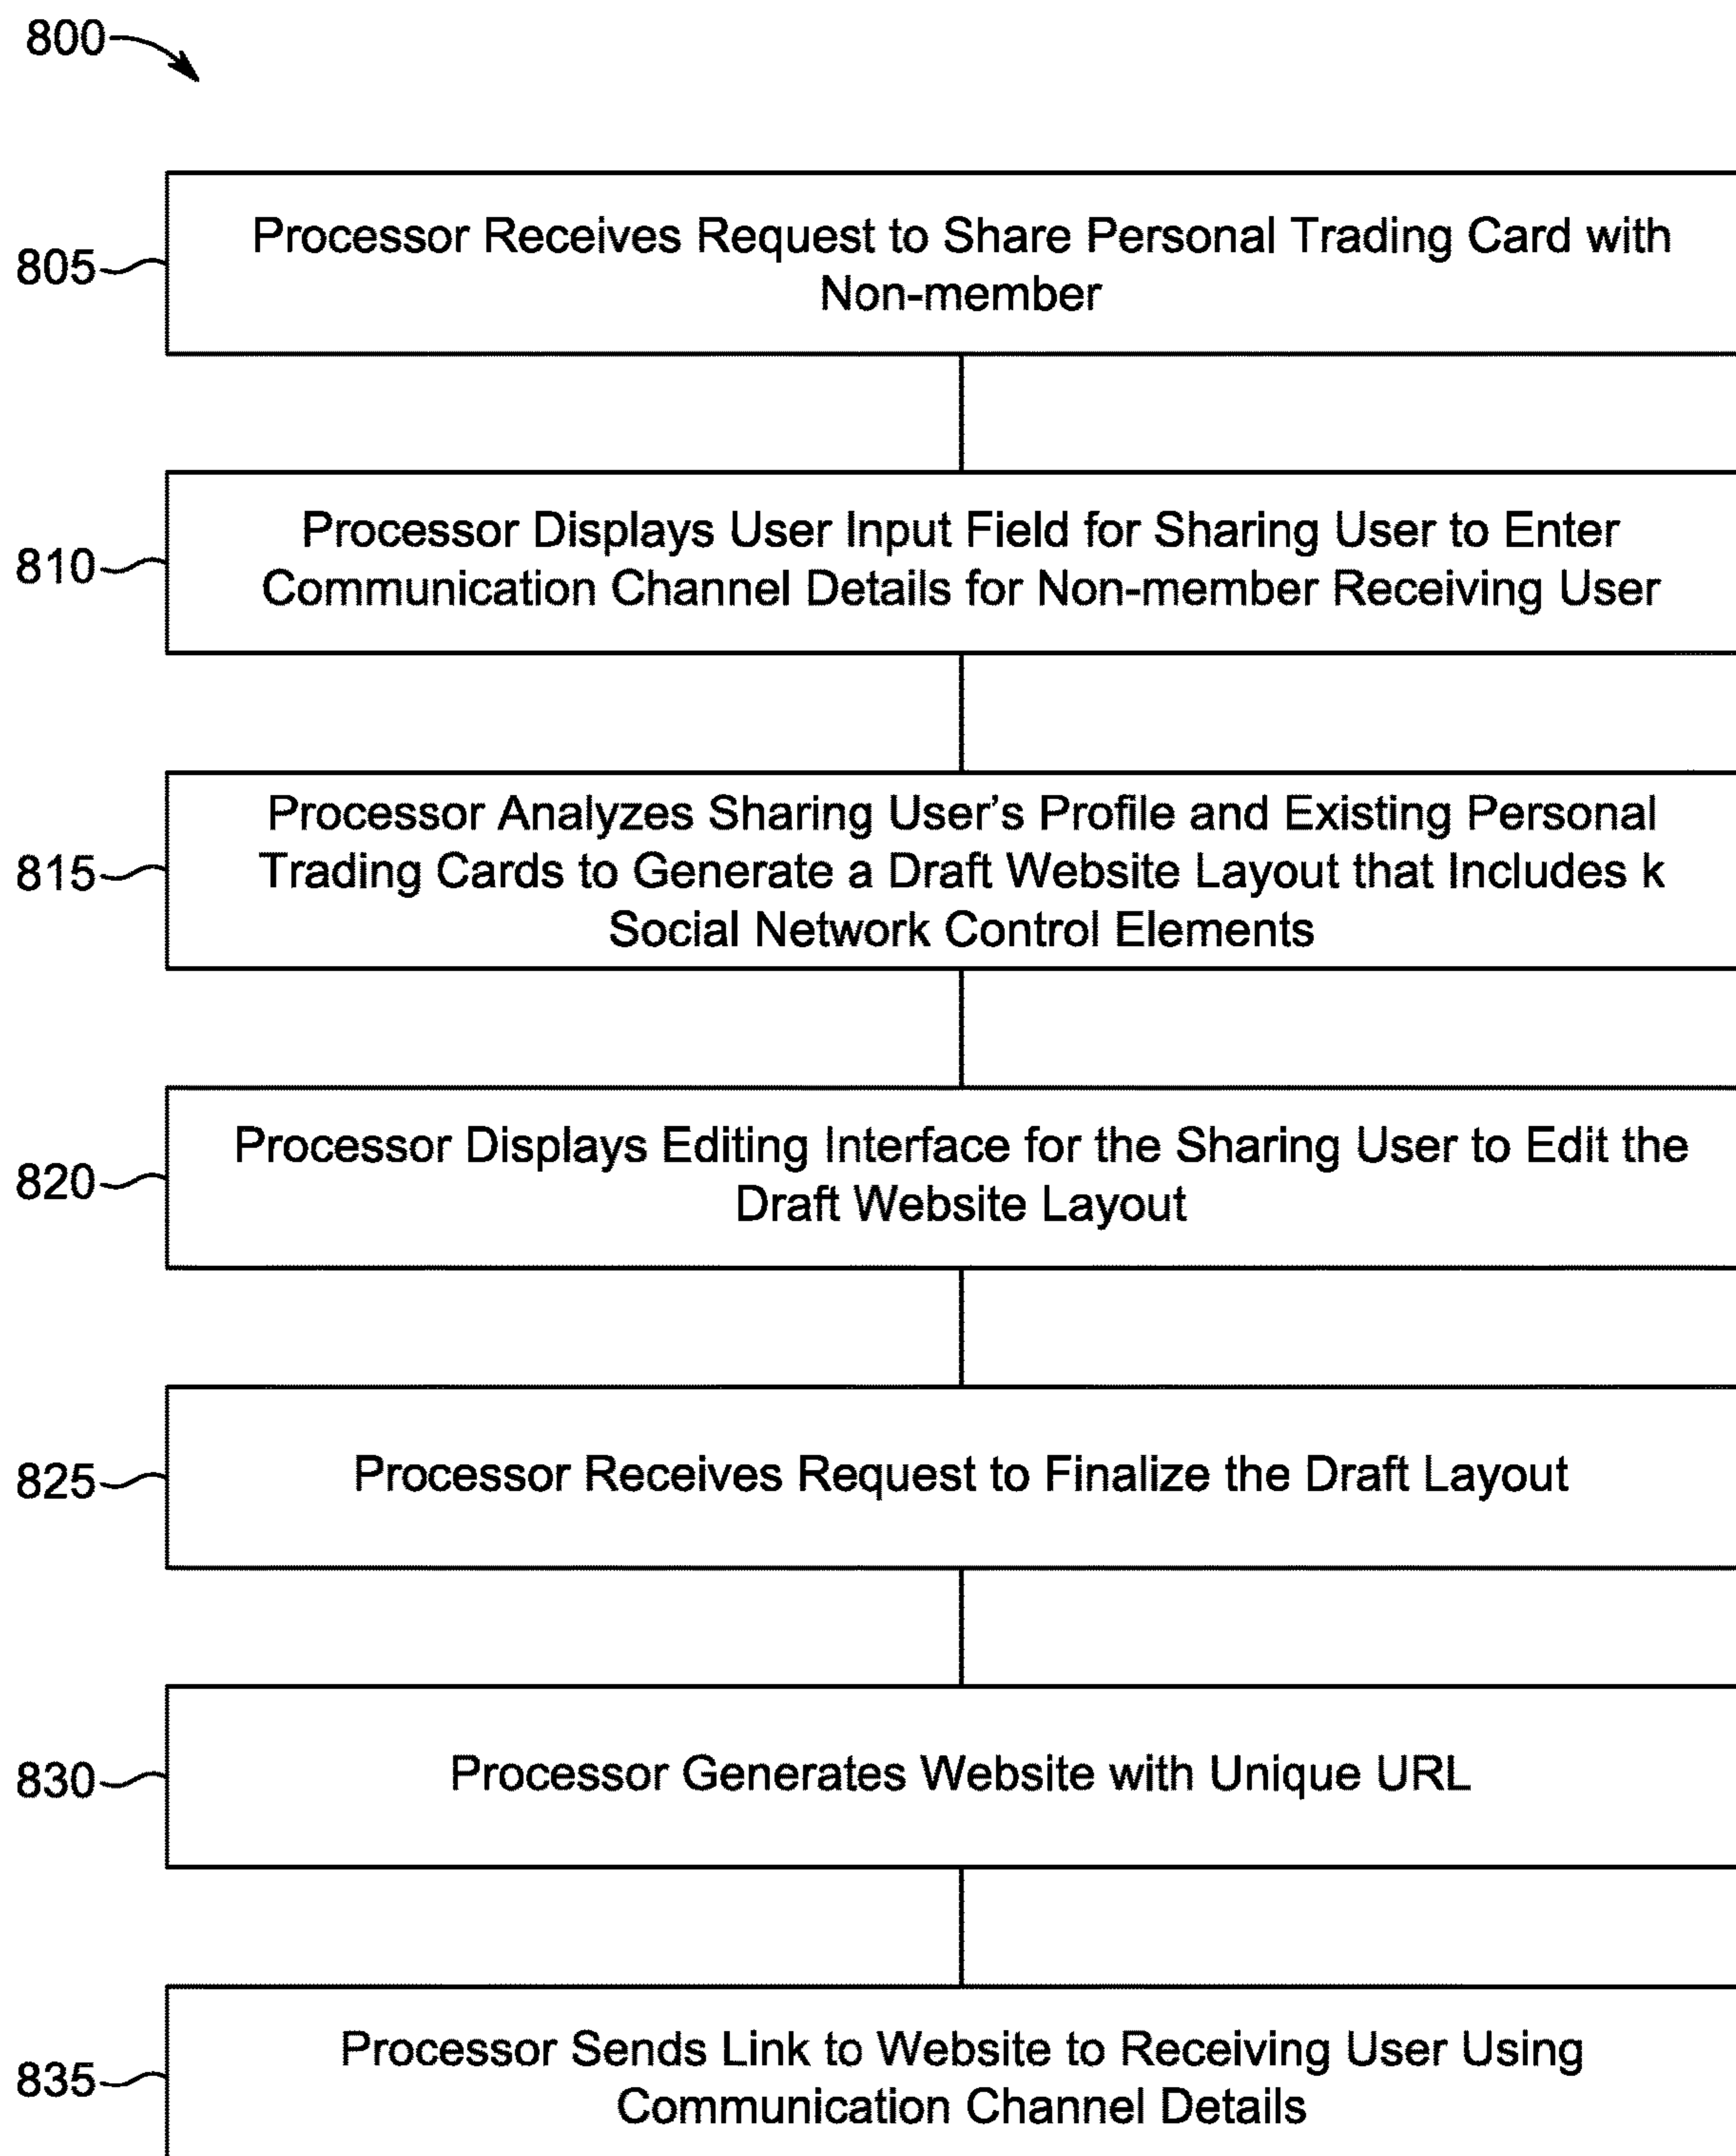 800
805
Processor Receives Request to Share Personal Trading Card with
Non-member
810
Processor Displays User Input Field for Sharing User to Enter
Communication Channel Details for Non-member Receiving User
815
Processor Analyzes Sharing User's Profile and Existing Personal
Trading Cards to Generate a Draft Website Layout that Includes k
Social Network Control Elements
820
Processor Displays Editing Interface for the Sharing User to Edit the
Draft Website Layout
825
Processor Receives Request to Finalize the Draft Layout
830
Processor Generates Website with Unique URL
835
Processor Sends Link to Website to Receiving User Using
Communication Channel Details